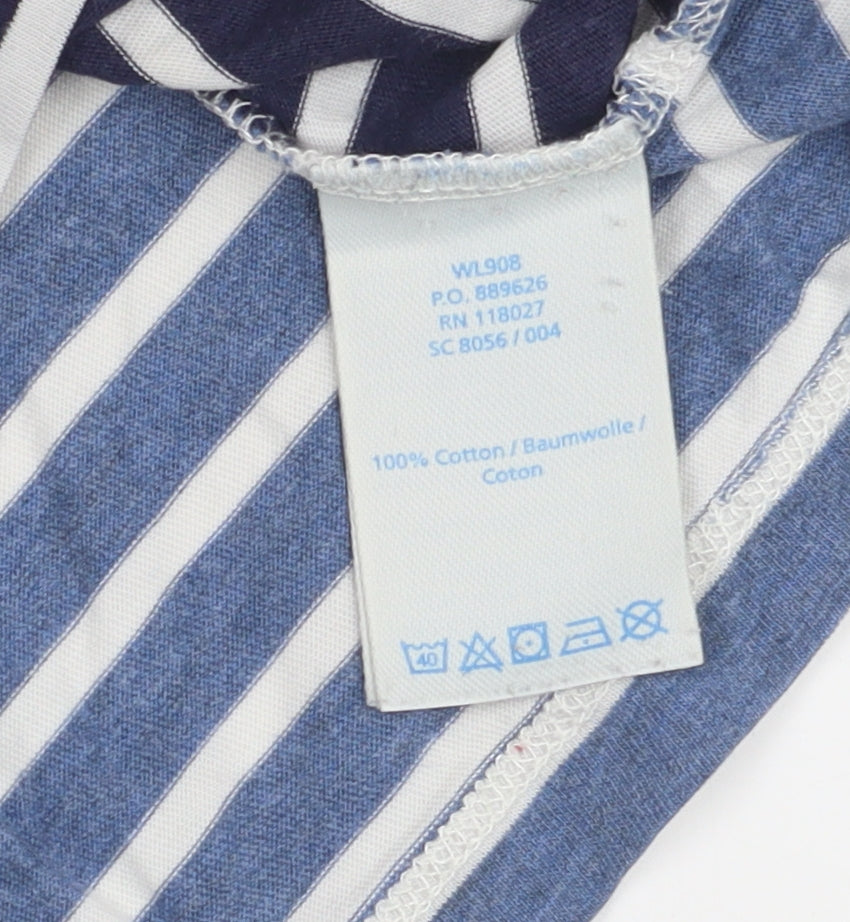 WL908
P.O. 889626
RN 118027
SC 8056 / 004
100% Cotton / Baumwolle /
Coton
40